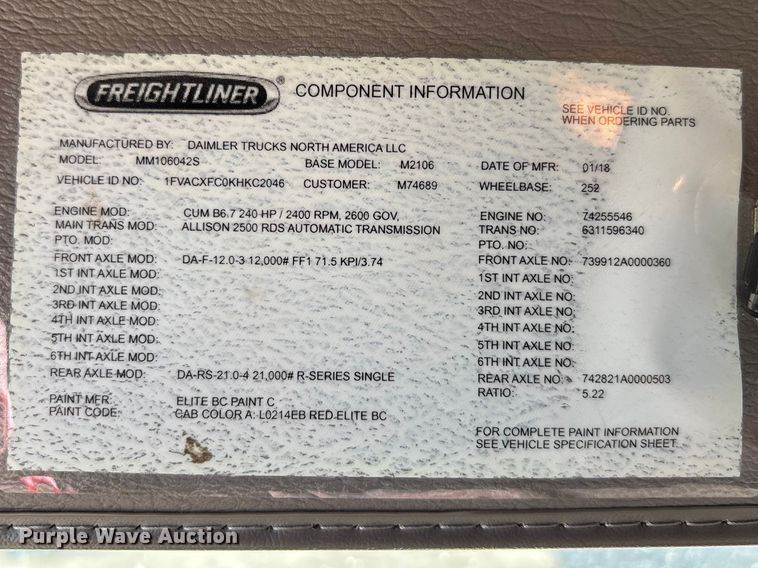 FREIGHTLINER ®
COMPONENT INFORMATION
SEE VEHICLE ID NO.
WHEN ORDERING PARTS
MANUFACTURED BY: DAIMLER TRUCKS NORTH AMERICA LLC
MODEL: MM106042S BASE MODEL: M2106 DATE OF MFR: 01/18
VEHICLE ID NO: 1FVACXFC0KHKC2046 CUSTOMER: M74689 WHEELBASE: 252
ENGINE MOD: CUM B6.7 240 HP / 2400 RPM, 2600 GOV, ENGINE NO: 74255546
MAIN TRANS MOD: ALLISON 2500 RDS AUTOMATIC TRANSMISSION TRANS NO: 6311596340
PTO. MOD: PTO. NO:
FRONT AXLE MOD: DA-F-12.0-3 12,000# FF1 71.5 KPI/3.74 FRONT AXLE NO: 739912A0000360
1ST INT AXLE MOD: 1ST INT AXLE NO:
2ND INT AXLE MOD: 2ND INT AXLE NO:
3RD INT AXLE MOD: 3RD INT AXLE NO:
4TH INT AXLE MOD: 4TH INT AXLE NO:
5TH INT AXLE MOD: 5TH INT AXLE NO:
6TH INT AXLE MOD: 6TH INT AXLE NO:
REAR AXLE MOD: DA-RS-21.0-4 21,000# R-SERIES SINGLE REAR AXLE NO: 742821A0000503
RATIO: 5.22
PAINT MFR: ELITE BC PAINT C
PAINT CODE: CAB COLOR A: L0214EB RED ELITE BC
FOR COMPLETE PAINT INFORMATION
SEE VEHICLE SPECIFICATION SHEET.
Purple Wave Auction